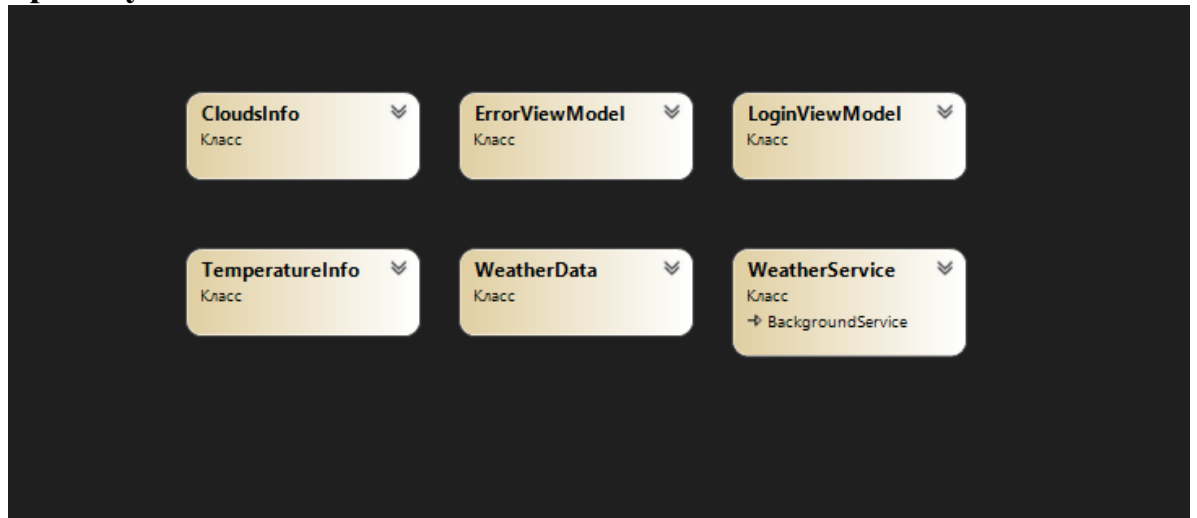 CloudsInfo
Класс
ErrorViewModel
Класс
LoginViewModel
Класс
TemperatureInfo
Класс
WeatherData
Класс
WeatherService
Класс
BackgroundService